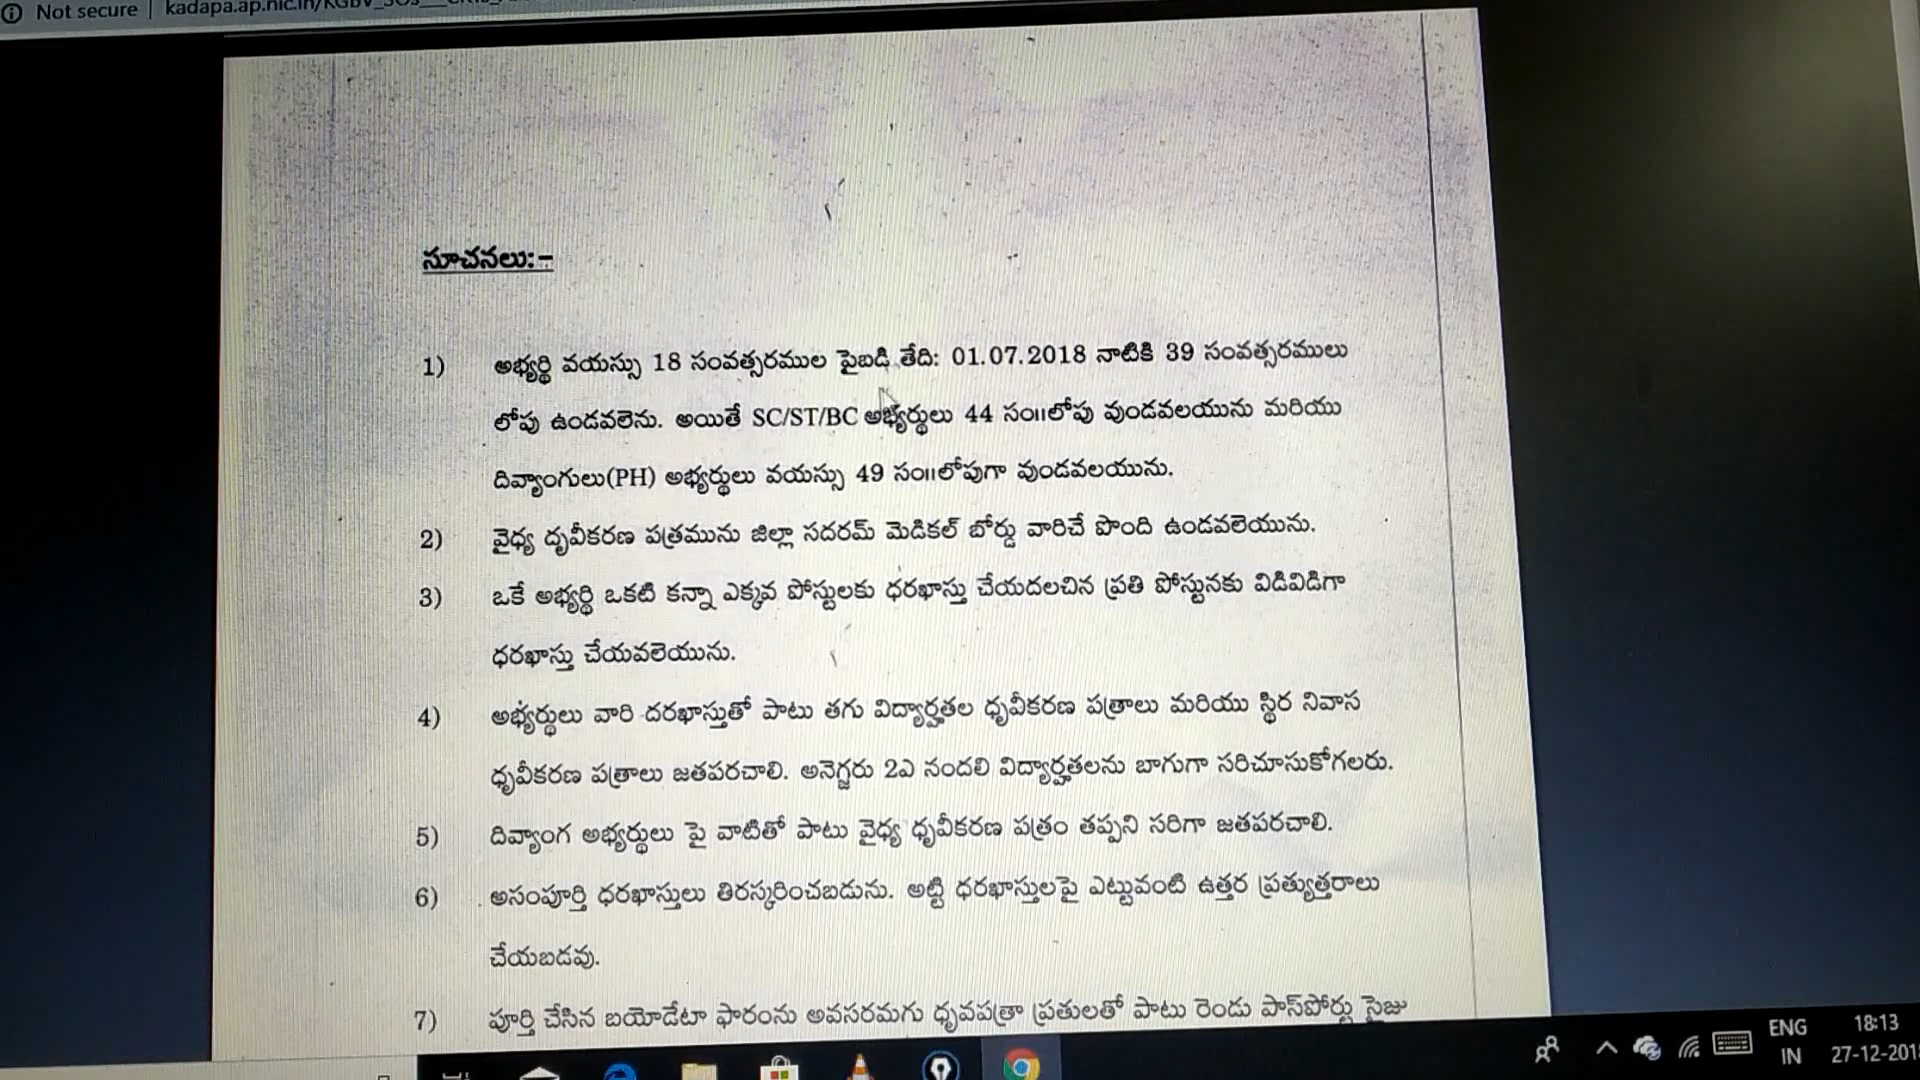 Not secure | kadapa.ap.nic.in/KGBV_SOs
సూచనలు:-
1) అభ్యర్థి వయస్సు 18 సంవత్సరముల పైబడి తేది: 01.07.2018 నాటికి 39 సంవత్సరములు
లోపు ఉండవలెను. అయితే SC/ST/BC అభ్యర్థులు 44 సం॥లోపు వుండవలయును మరియు
దివ్యాంగులు(PH) అభ్యర్థులు వయస్సు 49 సం॥లోపుగా వుండవలయును.
2) వైధ్య దృవీకరణ పత్రమును జిల్లా సదరమ్ మెడికల్ బోర్డు వారిచే పొంది ఉండవలెయును.
3) ఒకే అభ్యర్థి ఒకటి కన్నా ఎక్కవ పోస్టులకు ధరఖాస్తు చేయదలచిన ప్రతి పోస్టునకు విడివిడిగా
ధరఖాస్తు చేయవలెయును.
4) అభ్యర్థులు వారి దరఖాస్తుతో పాటు తగు విద్యార్హతల ధృవీకరణ పత్రాలు మరియు స్థిర నివాస
ధృవీకరణ పత్రాలు జతపరచాలి. అనెగ్జరు 2ఎ నందలి విద్యార్హతలను బాగుగా సరిచూసుకోగలరు.
5) దివ్యాంగ అభ్యర్థులు పై వాటితో పాటు వైధ్య ధృవీకరణ పత్రం తప్పని సరిగా జతపరచాలి.
6) అసంపూర్తి ధరఖాస్తులు తిరస్కరించబడును. అట్టి ధరఖాస్తులపై ఎట్టువంటి ఉత్తర ప్రత్యుత్తరాలు
చేయబడవు.
7) పూర్తి చేసిన బయోడేటా ఫారంను అవసరమగు ధృవపత్రా ప్రతులతో పాటు రెండు పాస్‌పోర్టు సైజు
ENG 18:13
IN 27-12-201